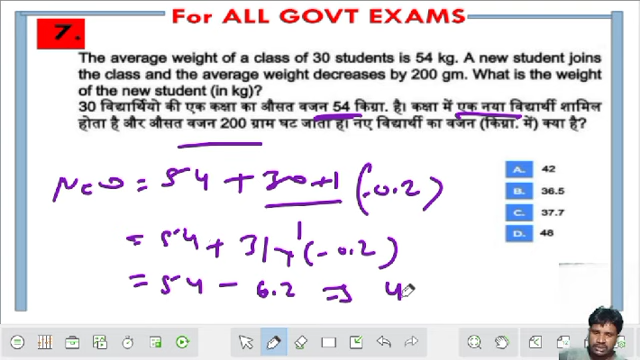 For ALL GOVT EXAMS
7.
The average weight of a class of 30 students is 54 kg. A new student joins
the class and the average weight decreases by 200 gm. What is the weight
of the new student (in kg)?
30 विद्यार्थियो की एक कक्षा का औसत वजन 54 किग्रा. है। कक्षा में एक नया विद्यार्थी शामिल
होता है और औसत वजन 200 ग्राम घट जाता है। नए विद्यार्थी का वजन (किग्रा. में) क्या है?
A. 42
B. 36.5
C. 37.7
D. 48
New = 54 + 30+1 (-0.2)
= 54 + 31 (-0.2)
= 54 - 6.2 ⇒ 4